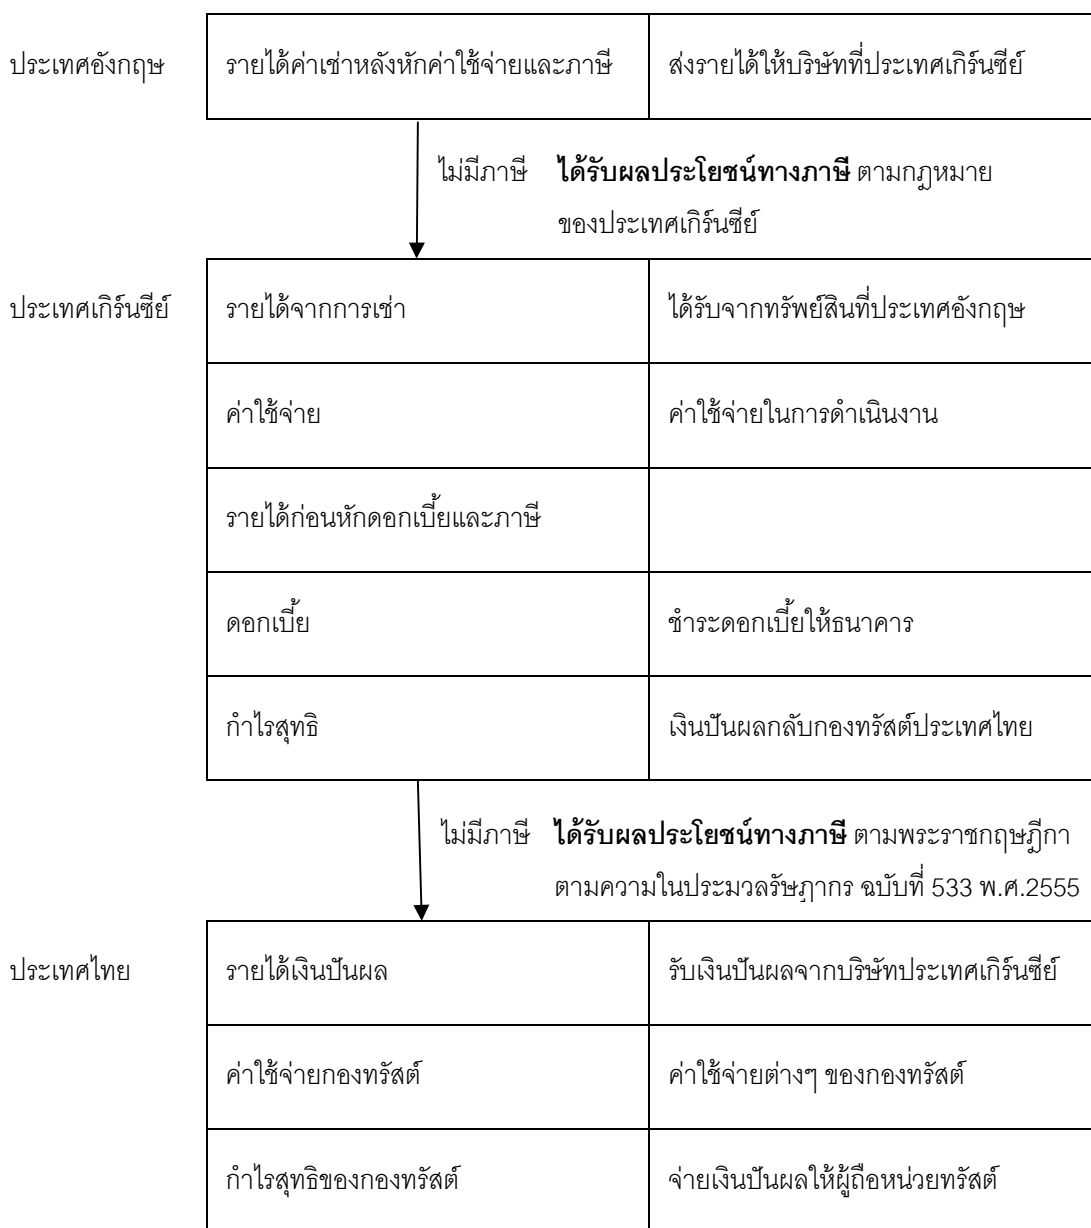 ประเทศอังกฤษ รายได้ค่าเช่าหลังหักค่าใช้จ่ายและภาษี ส่งรายได้ให้บริษัทที่ประเทศเกิร์นซีย์
ไม่มีภาษี ได้รับผลประโยชน์ทางภาษี ตามกฎหมาย
ของประเทศเกิร์นซีย์
ประเทศเกิร์นซีย์ รายได้จากการเช่า ได้รับจากทรัพย์สินที่ประเทศอังกฤษ
ค่าใช้จ่าย ค่าใช้จ่ายในการดำเนินงาน
รายได้ก่อนหักดอกเบี้ยและภาษี
ดอกเบี้ย ชำระดอกเบี้ยให้ธนาคาร
กำไรสุทธิ เงินปันผลกลับกองทรัสต์ประเทศไทย
ไม่มีภาษี ได้รับผลประโยชน์ทางภาษี ตามพระราชกฤษฎีกา
ตามความในประมวลรัษฎากร ฉบับที่ 533 พ.ศ.2555
ประเทศไทย รายได้เงินปันผล รับเงินปันผลจากบริษัทประเทศเกิร์นซีย์
ค่าใช้จ่ายกองทรัสต์ ค่าใช้จ่ายต่างๆ ของกองทรัสต์
กำไรสุทธิของกองทรัสต์ จ่ายเงินปันผลให้ผู้ถือหน่วยทรัสต์